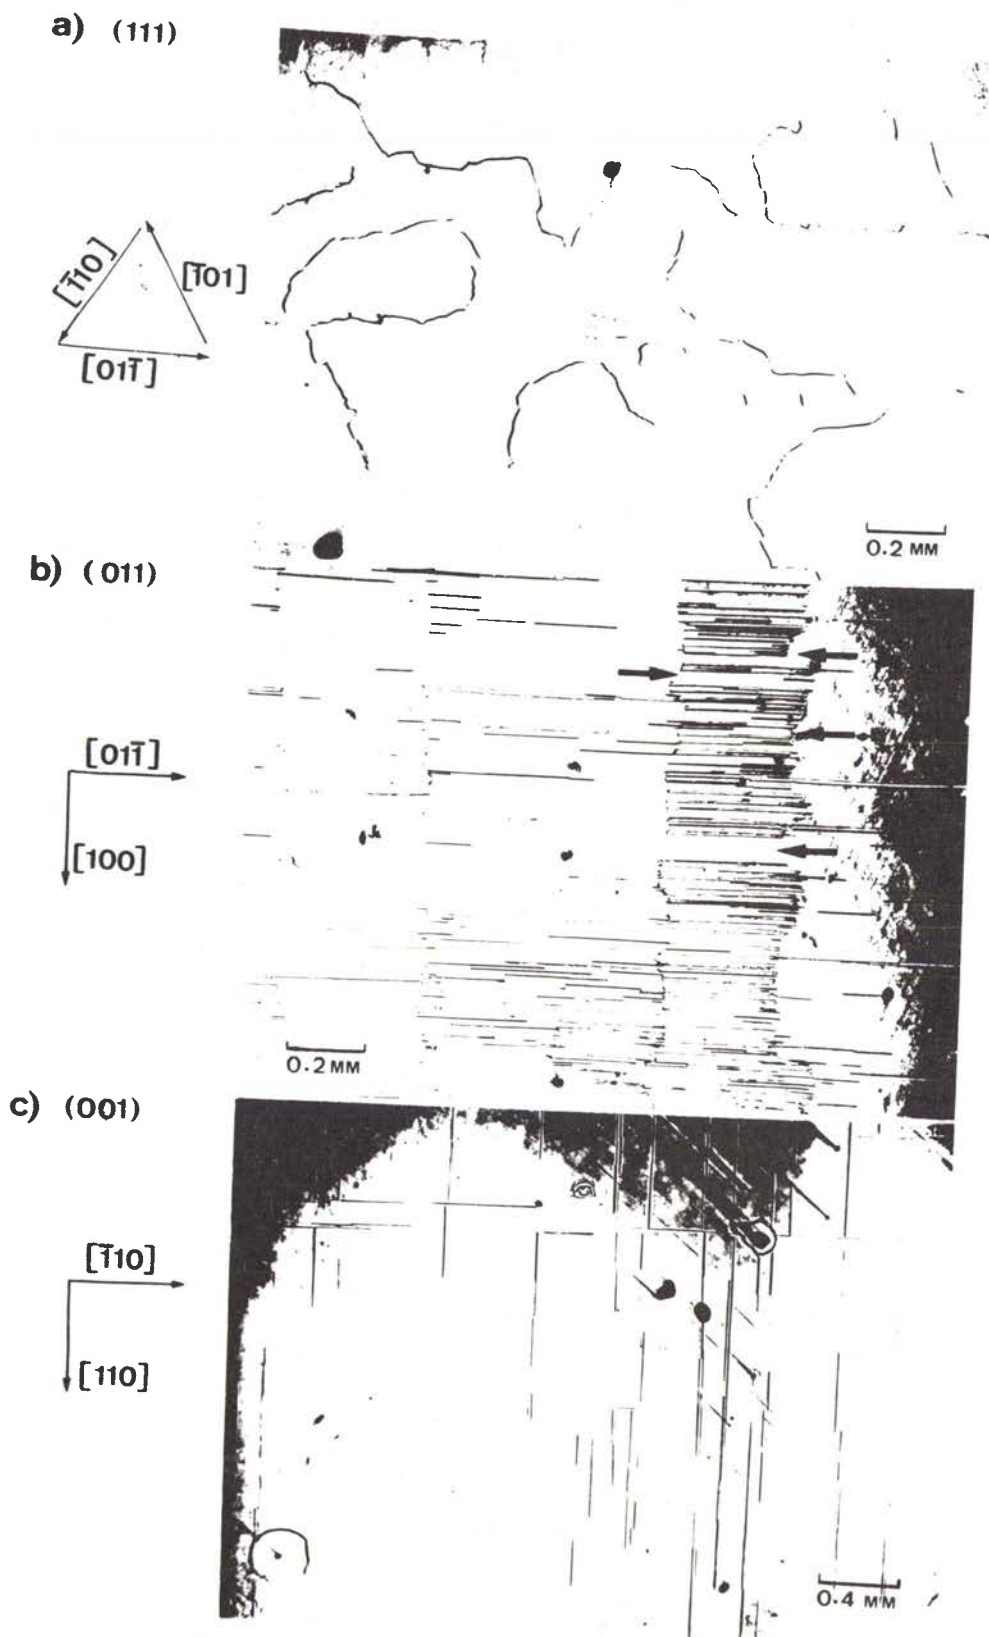 a) (111)
[1̄10]
[1̄01]
[011̄]
0.2 MM
b) (011)
[011̄]
[100]
0.2 MM
c) (001)
[1̄10]
[110]
0.4 MM